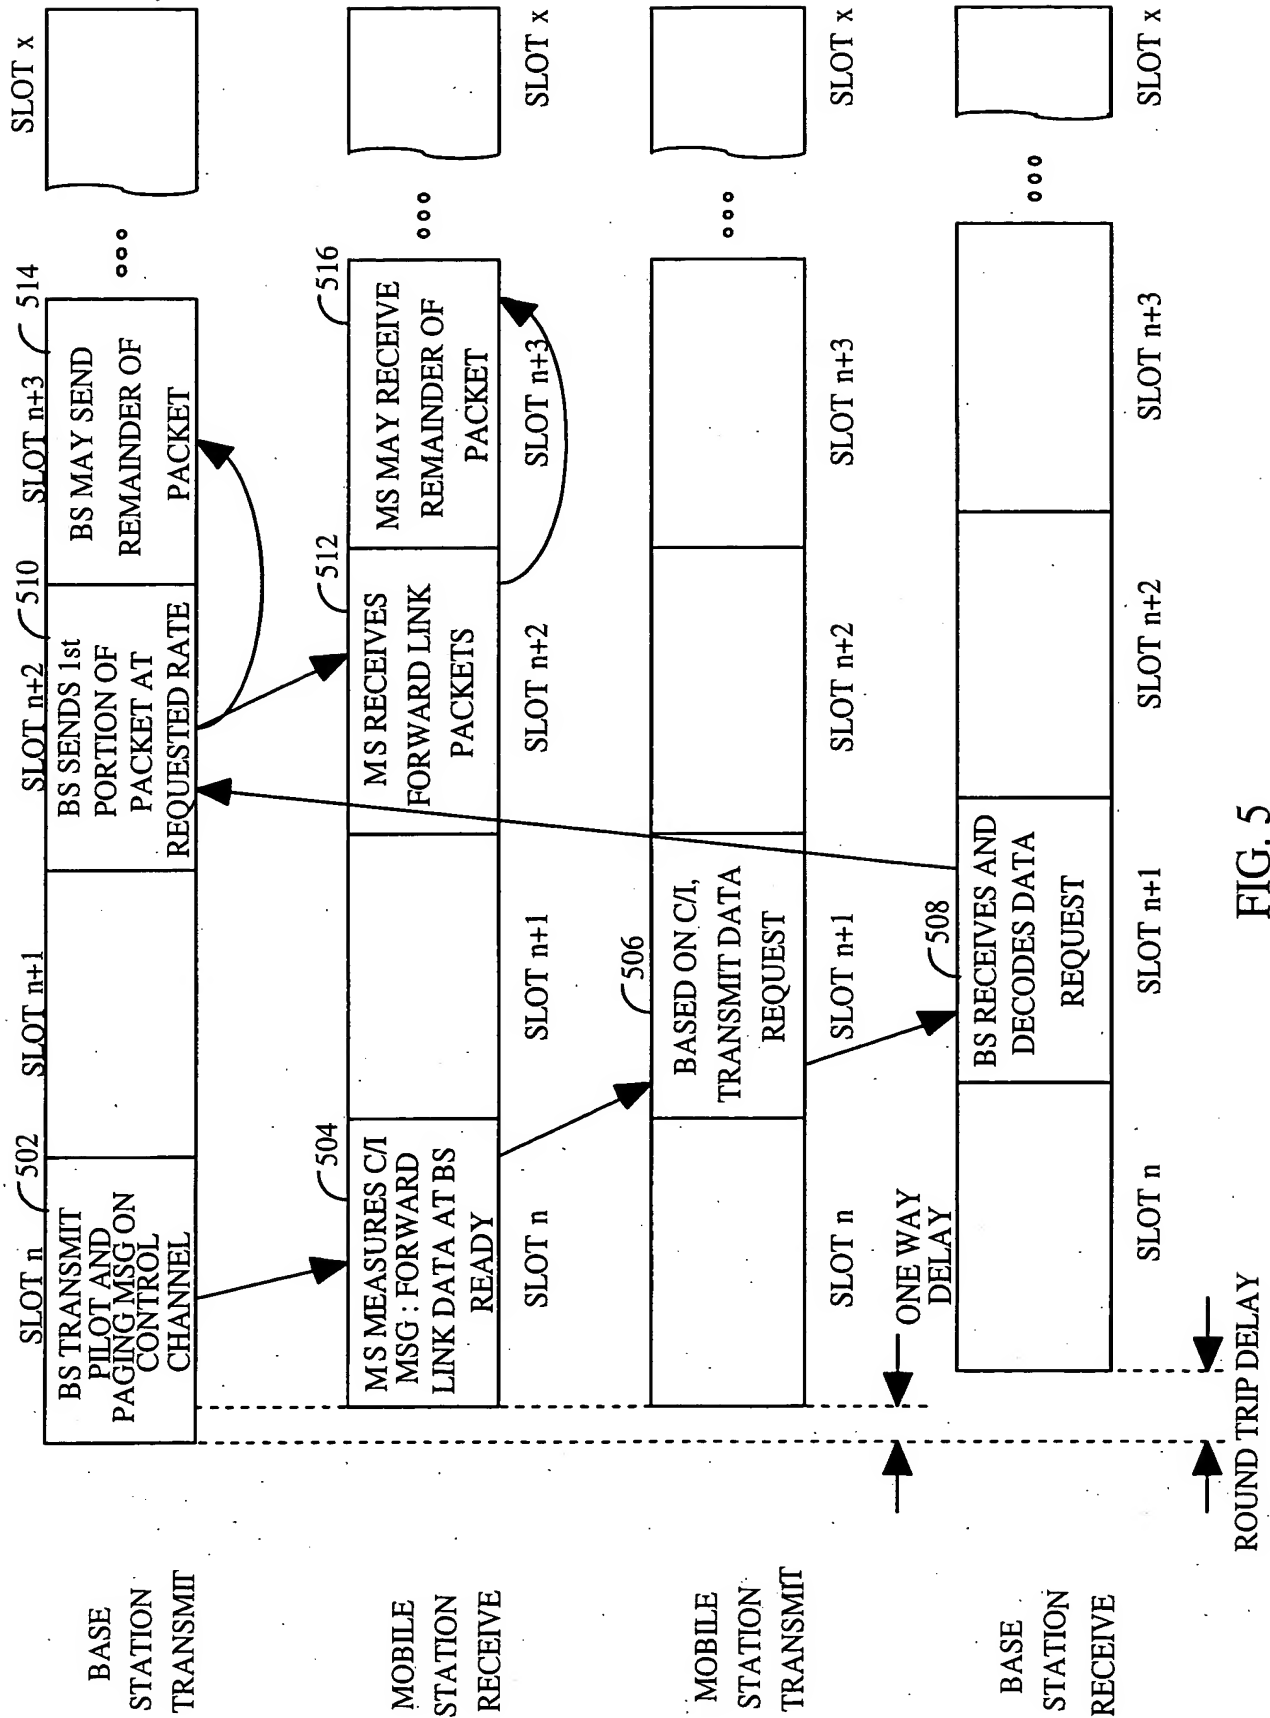 BASE
STATION
TRANSMIT
SLOT n
502
BS TRANSMIT
PILOT AND
PAGING MSG ON
CONTROL
CHANNEL
SLOT n+1
SLOT n+2
510
BS SENDS 1st
PORTION OF
PACKET AT
REQUESTED RATE
SLOT n+3
514
BS MAY SEND
REMAINDER OF
PACKET
SLOT x
MOBILE
STATION
RECEIVE
504
MS MEASURES C/I
MSG : FORWARD
LINK DATA AT BS
READY
SLOT n
SLOT n+1
512
MS RECEIVES
FORWARD LINK
PACKETS
SLOT n+2
516
MS MAY RECEIVE
REMAINDER OF
PACKET
SLOT n+3
SLOT x
MOBILE
STATION
TRANSMIT
SLOT n
506
BASED ON C/I,
TRANSMIT DATA
REQUEST
SLOT n+1
SLOT n+2
SLOT n+3
SLOT x
ONE WAY
DELAY
BASE
STATION
RECEIVE
SLOT n
508
BS RECEIVES AND
DECODES DATA
REQUEST
SLOT n+1
SLOT n+2
SLOT n+3
SLOT x
ROUND TRIP DELAY
FIG. 5